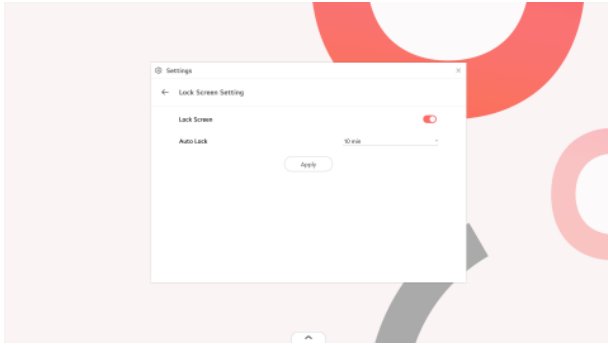 Settings
Lock Screen Setting
Lock Screen
Auto Lock
10 min
Apply